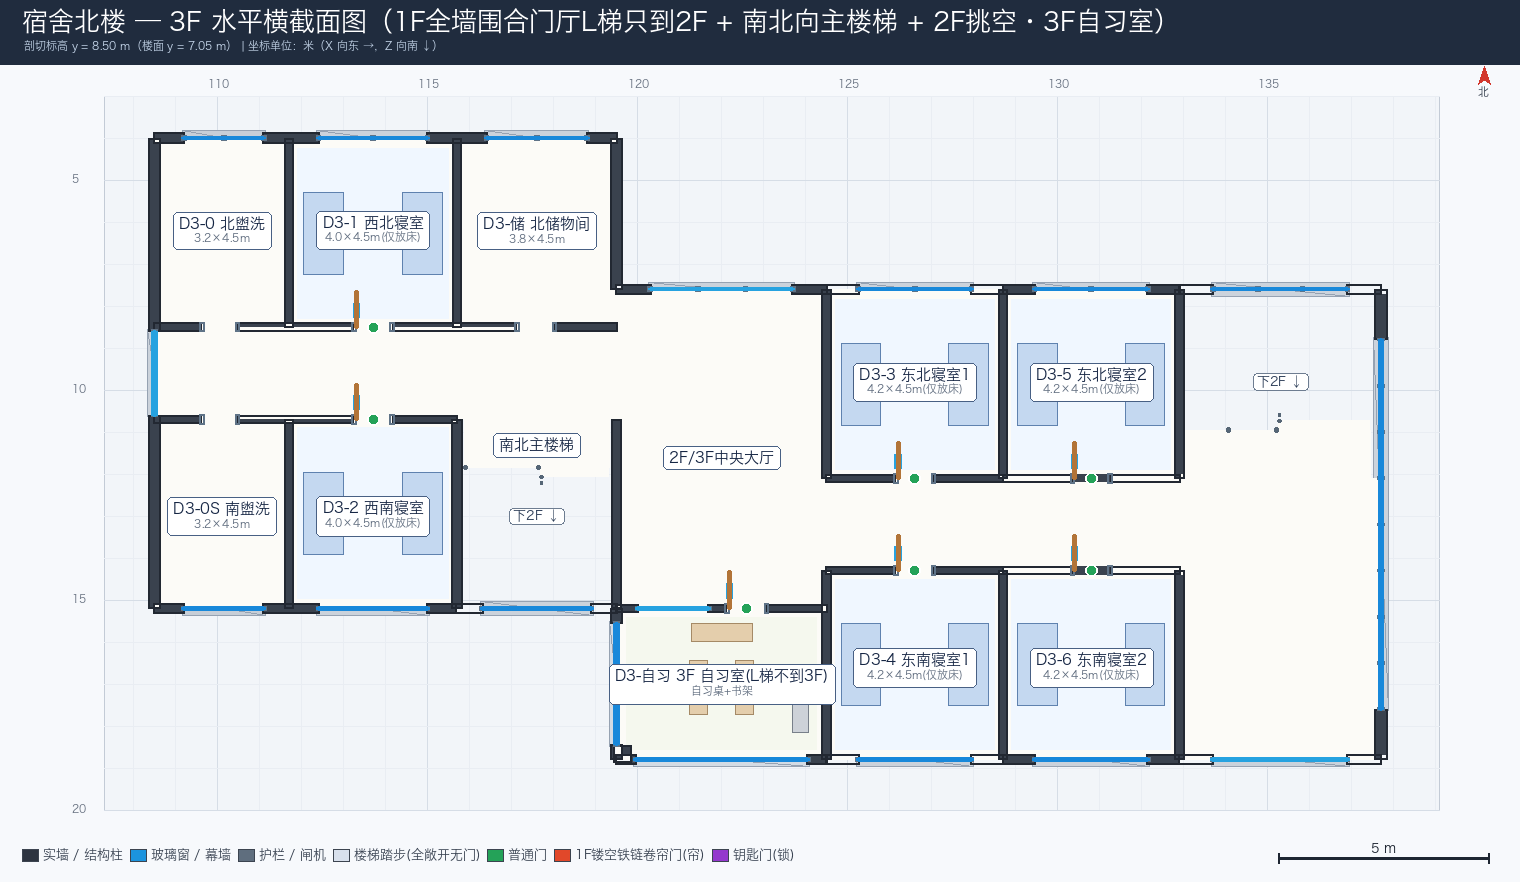 宿舍北楼 — 3F 水平横截面图（1F全墙围合门厅L梯只到2F + 南北向主楼梯 + 2F挑空・3F自习室）
剖切标高 y = 8.50 m（楼面 y = 7.05 m） | 坐标单位：米（X 向东 →，Z 向南 ↓）
110
115
120
125
130
135
北
5
10
15
20
D3-0 北盥洗
3.2×4.5m
D3-1 西北寝室
4.0×4.5m(仅放床)
D3-储 北储物间
3.8×4.5m
D3-3 东北寝室1
4.2×4.5m(仅放床)
D3-5 东北寝室2
4.2×4.5m(仅放床)
下2F ↓
南北主楼梯
2F/3F中央大厅
D3-0S 南盥洗
3.2×4.5m
D3-2 西南寝室
4.0×4.5m(仅放床)
下2F ↓
D3-自习 3F 自习室(L梯不到3F)
自习桌+书架
D3-4 东南寝室1
4.2×4.5m(仅放床)
D3-6 东南寝室2
4.2×4.5m(仅放床)
实墙 / 结构柱
玻璃窗 / 幕墙
护栏 / 闸机
楼梯踏步(全敞开无门)
普通门
1F镂空铁链卷帘门(帘)
钥匙门(锁)
5 m